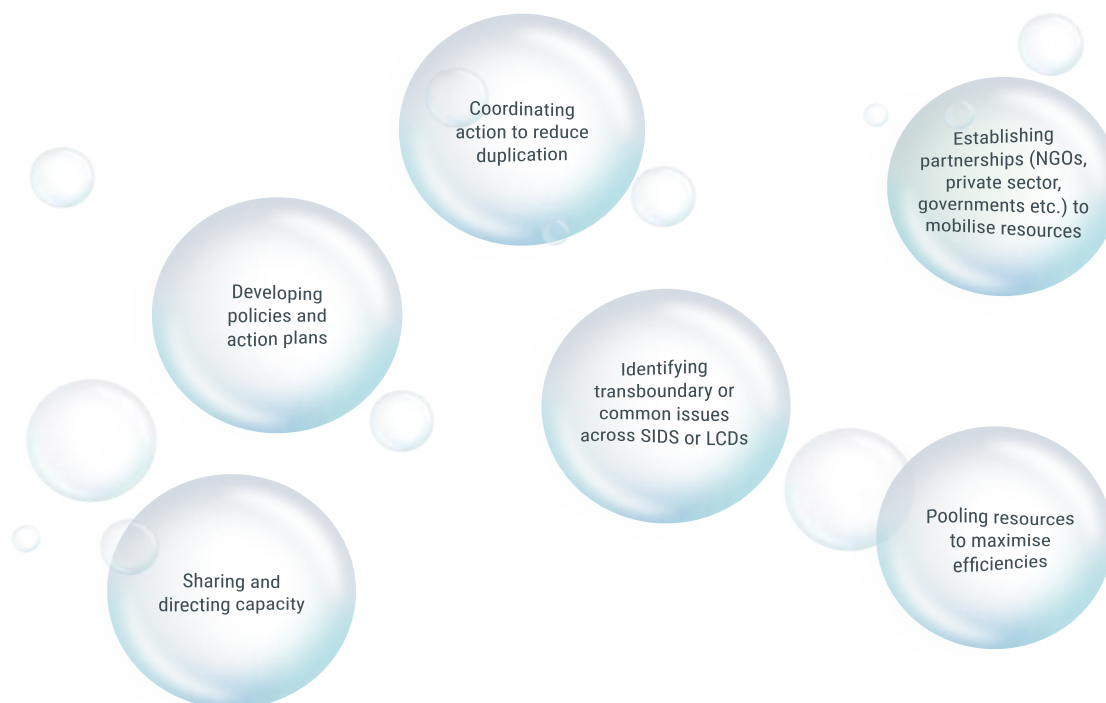 Coordinating
action to reduce
duplication
Establishing
partnerships (NGOs,
private sector,
governments etc.) to
mobilise resources
Developing
policies and
action plans
Identifying
transboundary or
common issues
across SIDS or LCDs
Pooling resources
to maximise
efficiencies
Sharing and
directing capacity